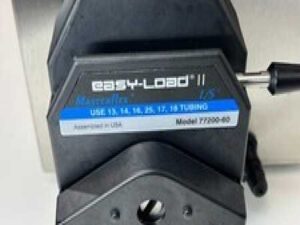 EASY-LOAD® II
Masterflex® L/S®
USE 13, 14, 16, 25, 17, 18 TUBING
Assembled in USA Model 77200-60